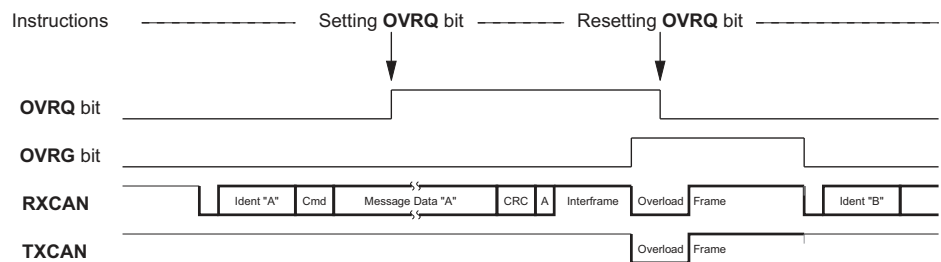 Instructions Setting OVRQ bit Resetting OVRQ bit
OVRQ bit
OVRG bit
RXCAN Ident "A" Cmd Message Data "A" CRC A Interframe Overload Frame Ident "B"
TXCAN Overload Frame